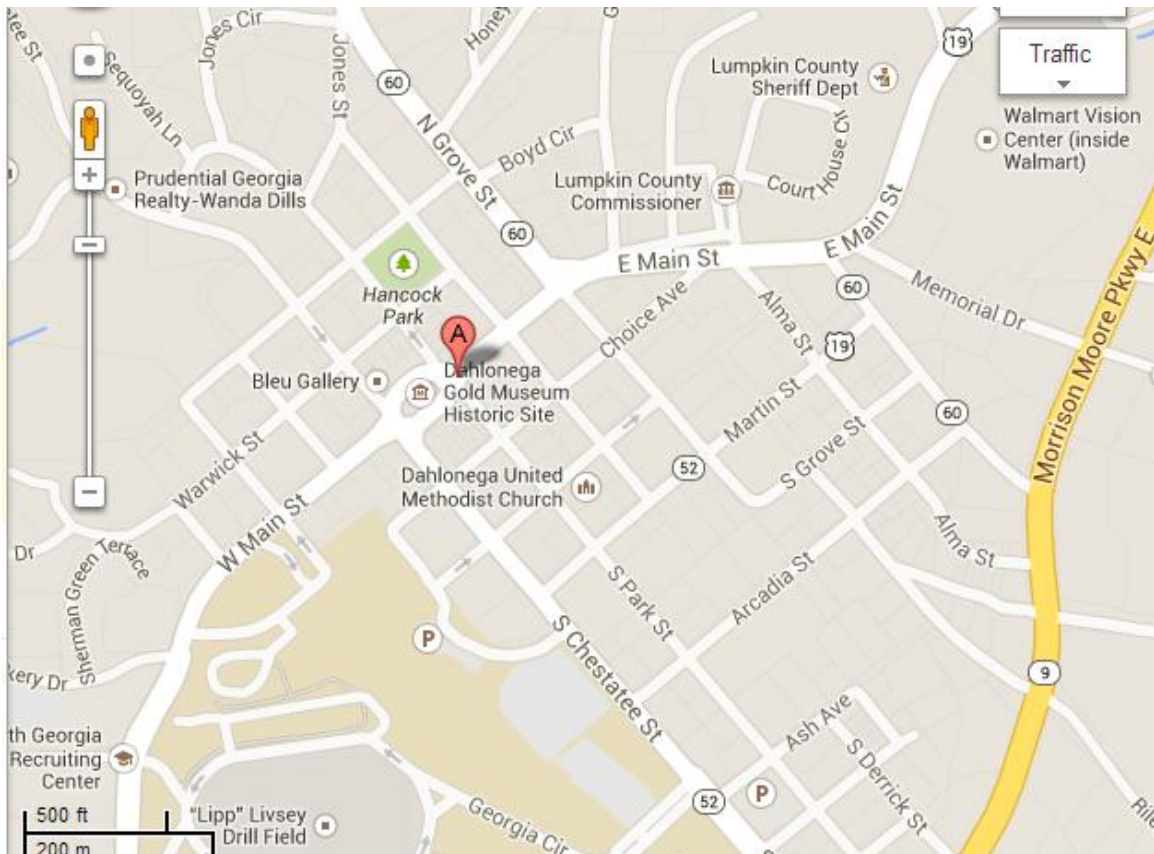 Jones Cir
Honey
19
Traffic
Sequoyah Ln
Jones St
60
N Grove St
Lumpkin County
Sheriff Dept
Walmart Vision
Center (inside
Walmart)
Boyd Cir
Court House Cir
Prudential Georgia
Realty-Wanda Dills
Lumpkin County
Commissioner
60
E Main St
E Main St
Morrison Moore Pkwy E
Hancock
Park
60
Memorial Dr
Choice Ave
Alma St
19
A
Bleu Gallery
Dahlonega
Gold Museum
Historic Site
Martin St
60
Warwick St
S Grove St
52
Dahlonega United
Methodist Church
W Main St
Alma St
Dr
Sherman Green Terrace
Arcadia St
S Park St
P
S Chestatee St
kery Dr
9
th Georgia
Recruiting
Center
Ash Ave
S Derrick St
P
52
500 ft
200 m
"Lipp" Livsey
Drill Field
Georgia Cir